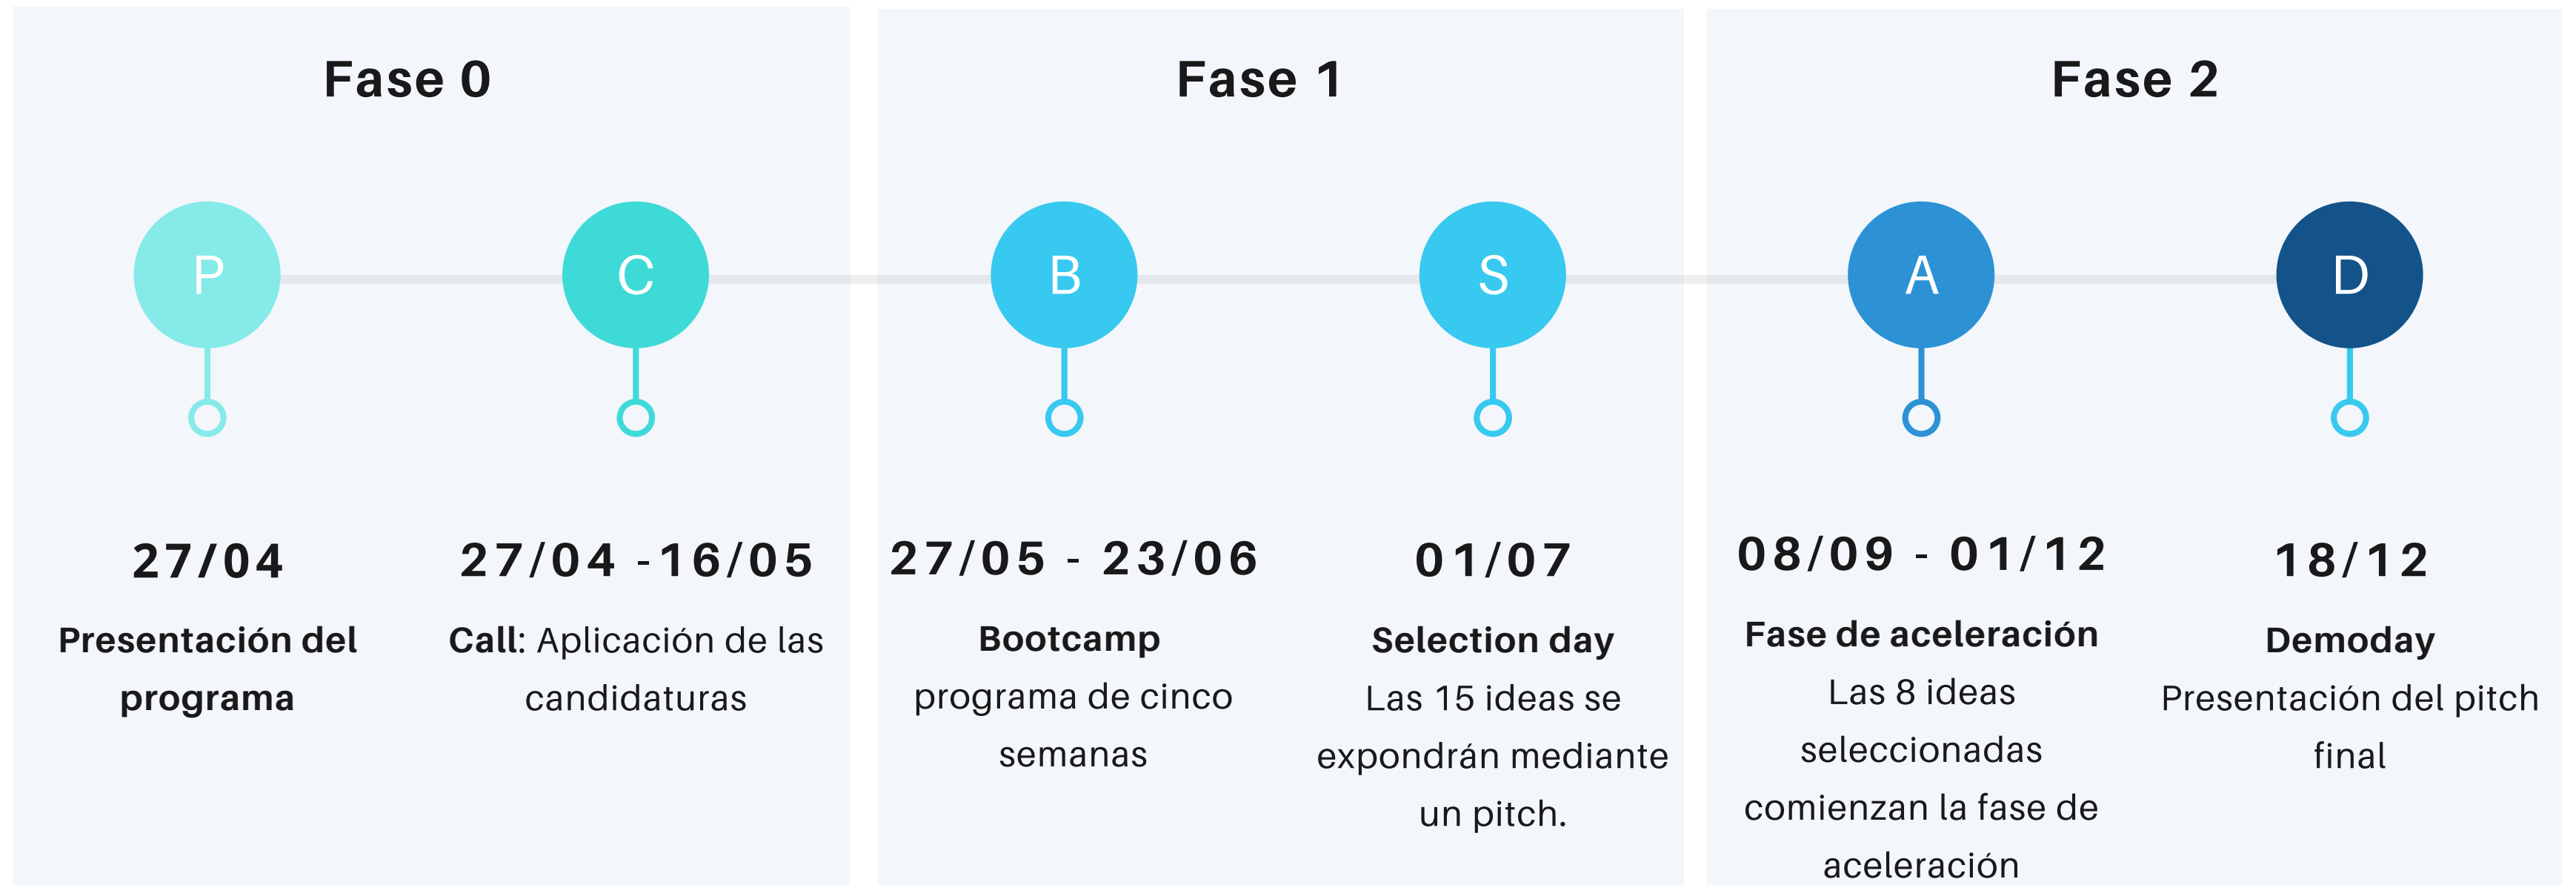 Fase 0
P
C
27/04
Presentación del
programa
27/04 -16/05
Call: Aplicación de las
candidaturas
Fase 1
B
S
27/05 - 23/06
Bootcamp
programa de cinco
semanas
01/07
Selection day
Las 15 ideas se
expondrán mediante
un pitch.
Fase 2
A
D
08/09 - 01/12
Fase de aceleración
Las 8 ideas
seleccionadas
comienzan la fase de
aceleración
18/12
Demoday
Presentación del pitch
final